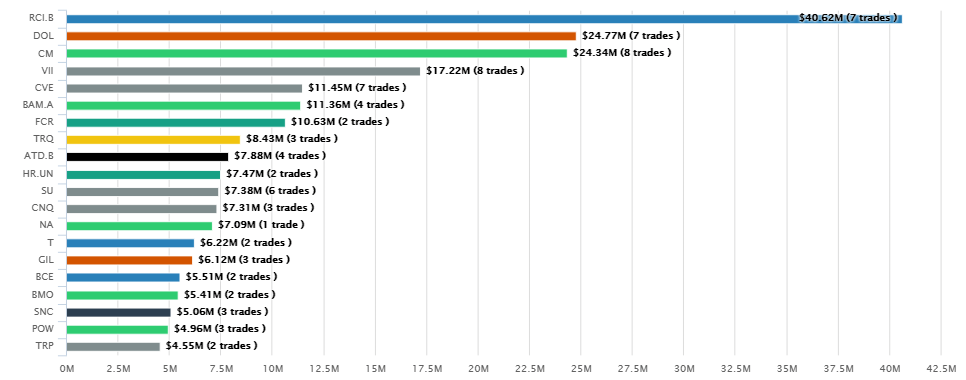 RCI.B $40.62M (7 trades )
DOL $24.77M (7 trades )
CM $24.34M (8 trades )
VII $17.22M (8 trades )
CVE $11.45M (7 trades )
BAM.A $11.36M (4 trades )
FCR $10.63M (2 trades )
TRQ $8.43M (3 trades )
ATD.B $7.88M (4 trades )
HR.UN $7.47M (2 trades )
SU $7.38M (6 trades )
CNQ $7.31M (3 trades )
NA $7.09M (1 trade )
T $6.22M (2 trades )
GIL $6.12M (3 trades )
BCE $5.51M (2 trades )
BMO $5.41M (2 trades )
SNC $5.06M (3 trades )
POW $4.96M (3 trades )
TRP $4.55M (2 trades )
0M 2.5M 5M 7.5M 10M 12.5M 15M 17.5M 20M 22.5M 25M 27.5M 30M 32.5M 35M 37.5M 40M 42.5M